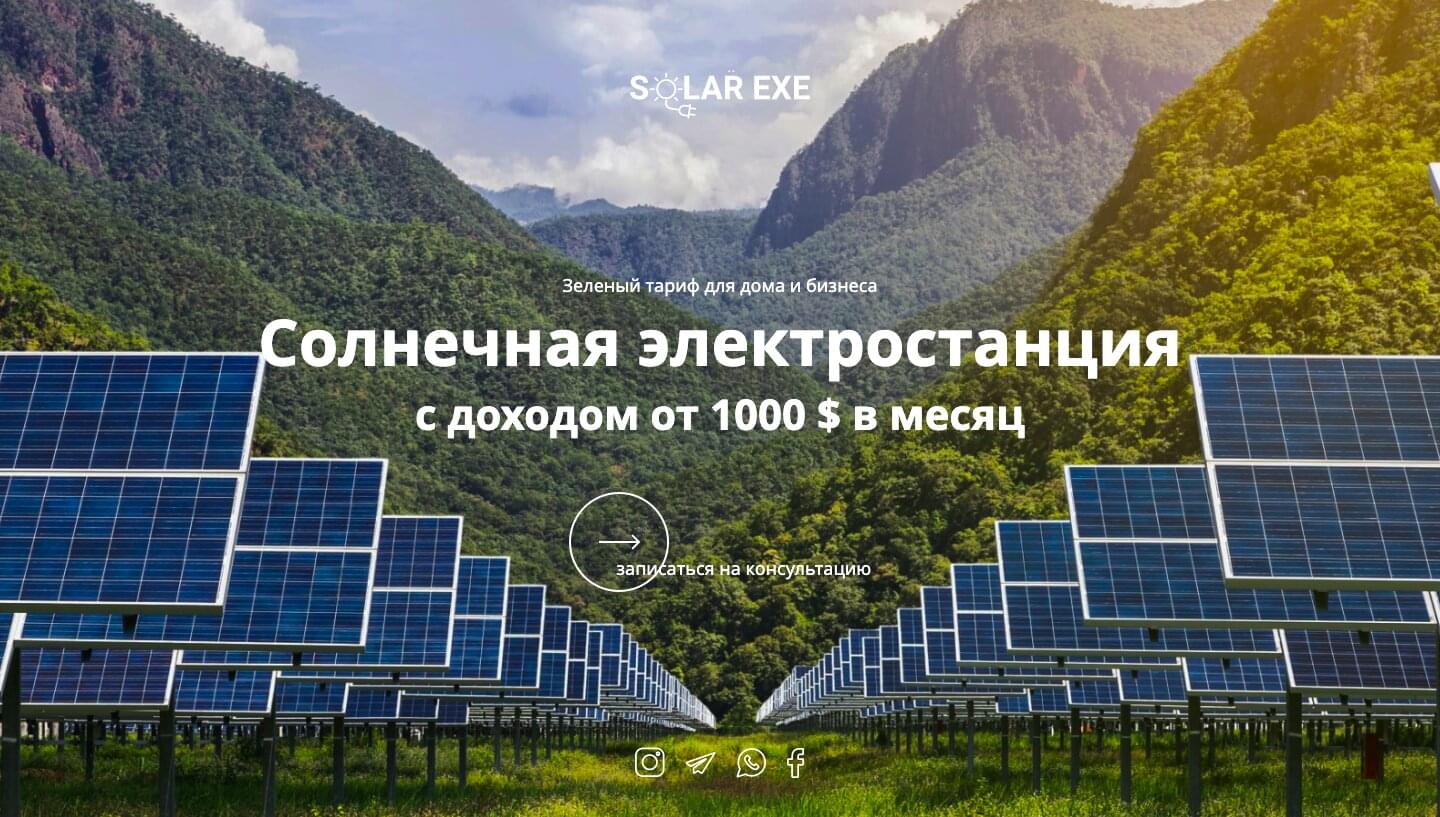 SOLAR EXE
Зеленый тариф для дома и бизнеса
Солнечная электростанция
с доходом от 1000 $ в месяц
записаться на консультацию